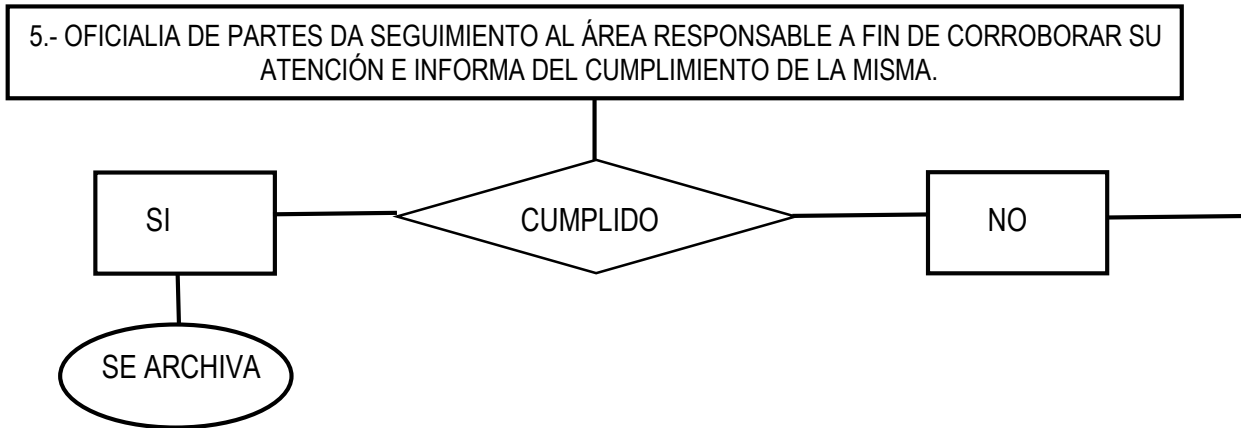 5.- OFICIALIA DE PARTES DA SEGUIMIENTO AL ÁREA RESPONSABLE A FIN DE CORROBORAR SU
ATENCIÓN E INFORMA DEL CUMPLIMIENTO DE LA MISMA.
SI
CUMPLIDO
NO
SE ARCHIVA